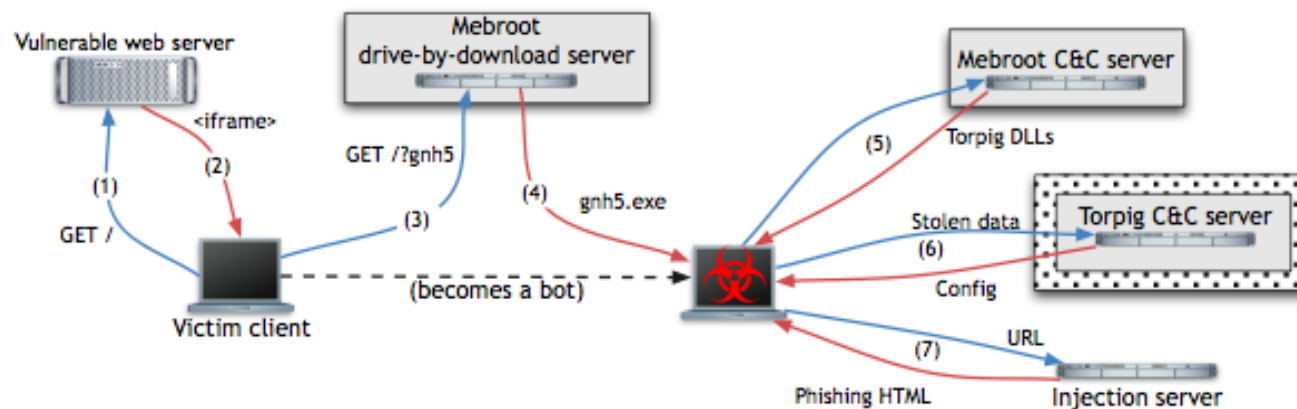 Mebroot
drive-by-download server
Vulnerable web server
Mebroot C&C server
<iframe>
(2)
(1)
GET /
GET /?gnh5
(3)
(4)
gnh5.exe
(5)
Torpig DLLs
Torpig C&C server
Stolen data
(6)
Config
(becomes a bot)
Victim client
URL
(7)
Phishing HTML
Injection server